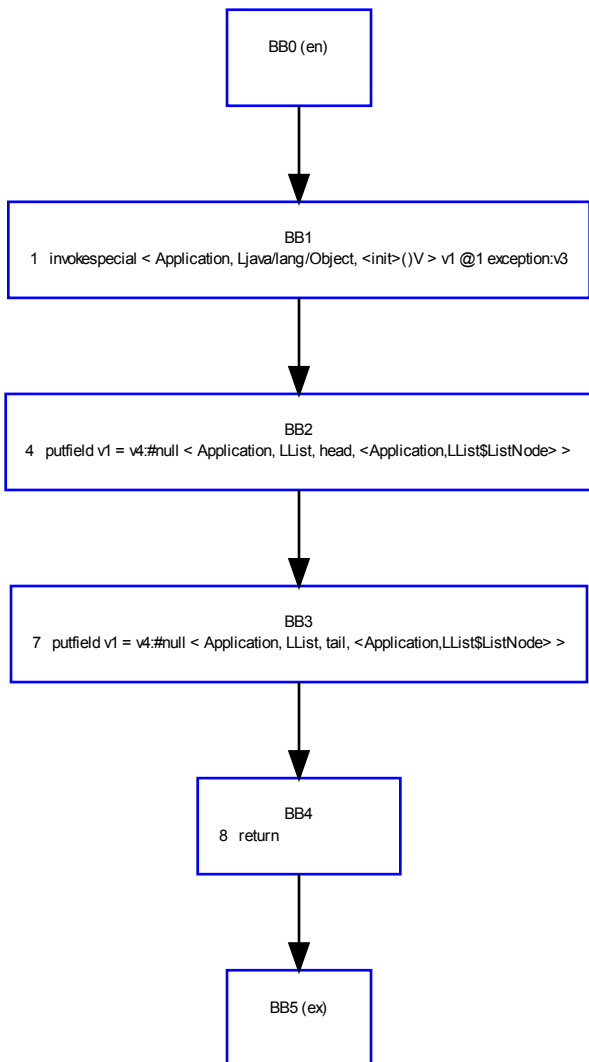 BB0 (en)
BB1
1 invokespecial < Application, Ljava/lang/Object, <init>()V > v1 @1 exception:v3
BB2
4 putfield v1 = v4:#null < Application, LList, head, <Application,LList$ListNode> >
BB3
7 putfield v1 = v4:#null < Application, LList, tail, <Application,LList$ListNode> >
BB4
8 return
BB5 (ex)